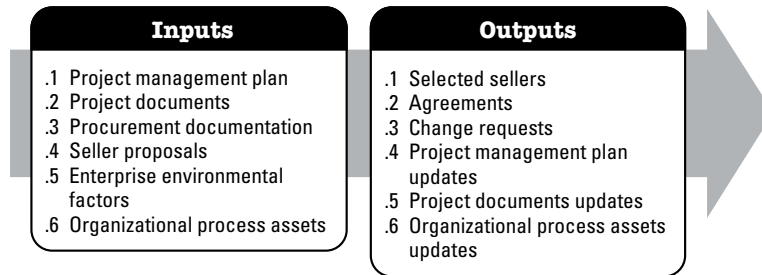 Inputs
.1 Project management plan
.2 Project documents
.3 Procurement documentation
.4 Seller proposals
.5 Enterprise environmental
factors
.6 Organizational process assets
Outputs
.1 Selected sellers
.2 Agreements
.3 Change requests
.4 Project management plan
updates
.5 Project documents updates
.6 Organizational process assets
updates